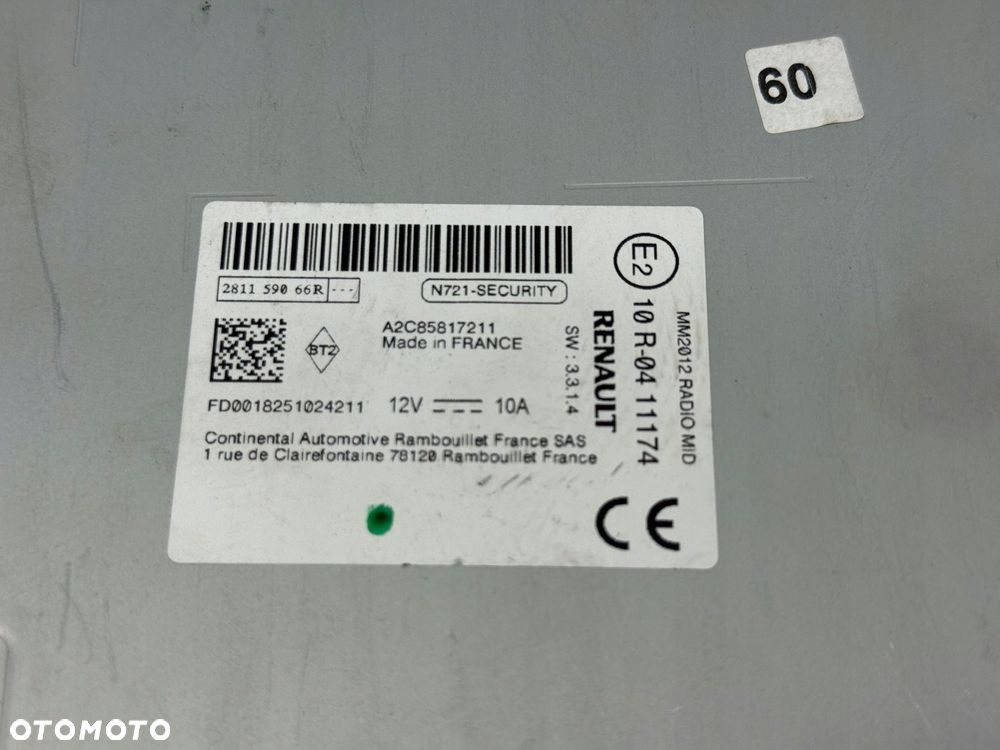 60
2811 590 66R ---
N721-SECURITY
BT2
A2C85817211
Made in FRANCE
FD0018251024211
12V 10A
Continental Automotive Rambouillet France SAS
1 rue de Clairefontaine 78120 Rambouillet France
SW : 3.3.1.4
RENAULT
E2 10 R-04 11174
MM2012 RADIO MID
CE
OTOMOTO